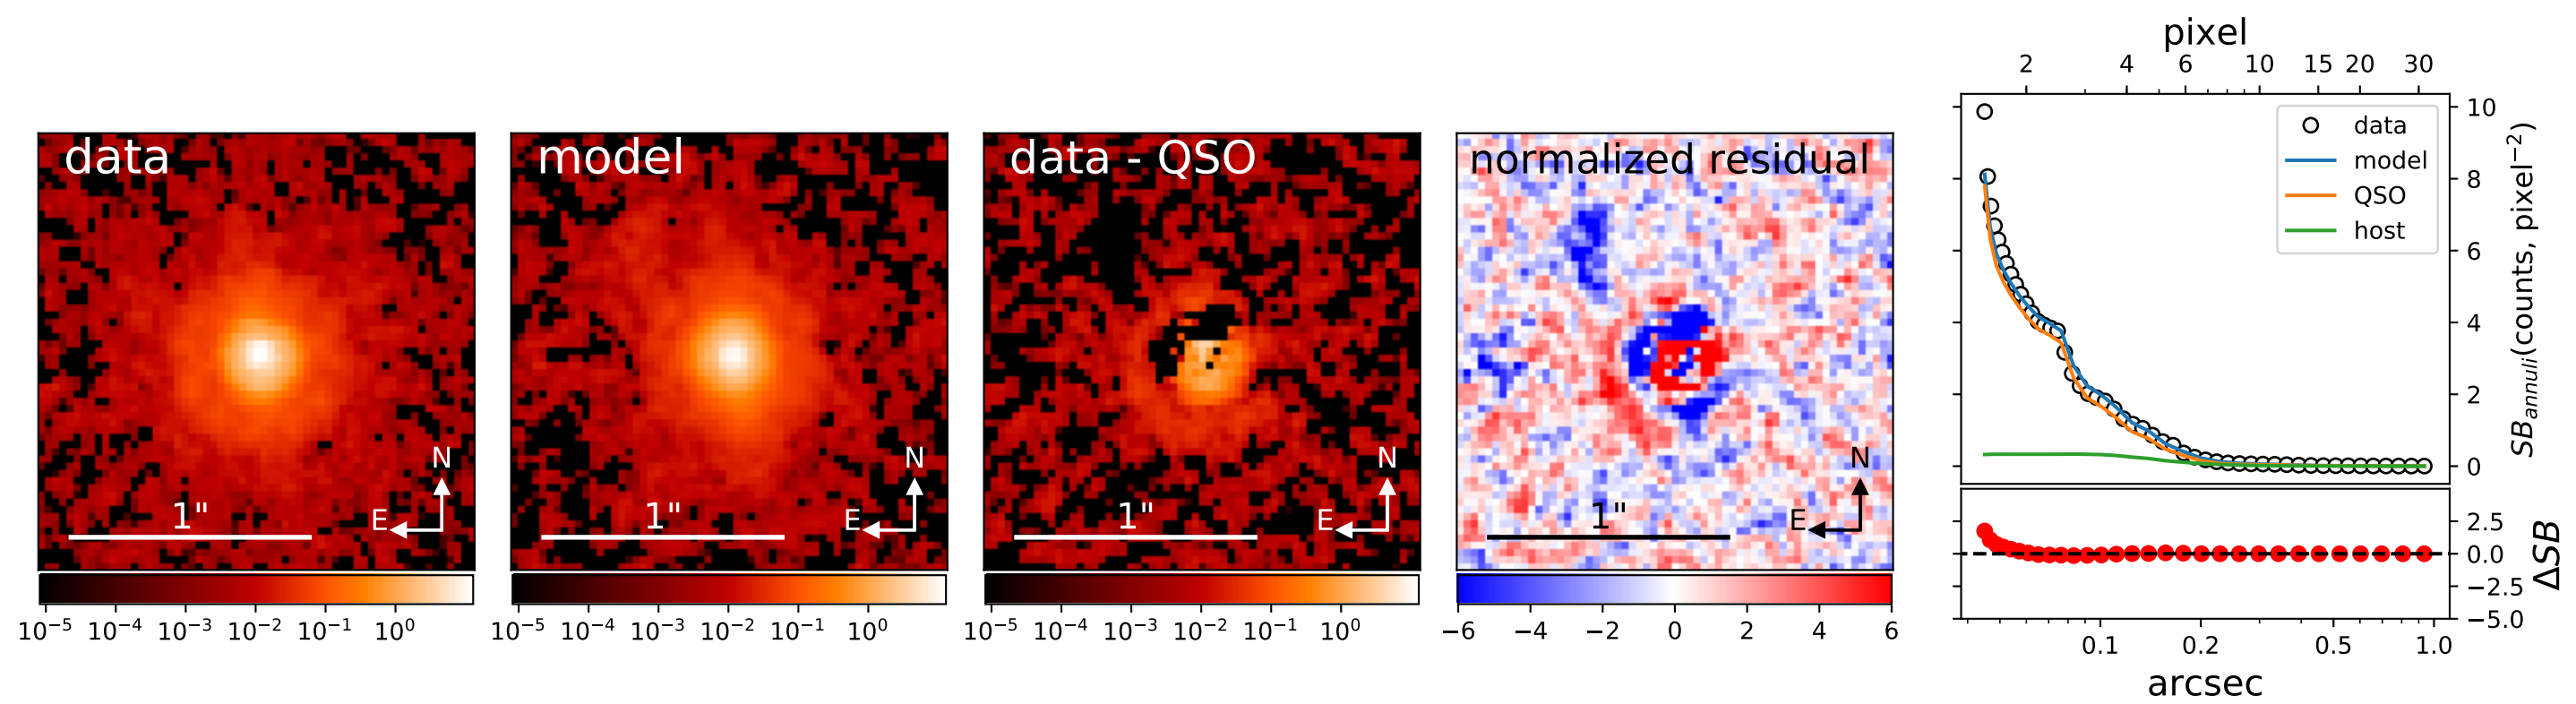 data
1"
N
E
10⁻⁵ 10⁻⁴ 10⁻³ 10⁻² 10⁻¹ 10⁰
model
1"
N
E
10⁻⁵ 10⁻⁴ 10⁻³ 10⁻² 10⁻¹ 10⁰
data - QSO
1"
N
E
10⁻⁵ 10⁻⁴ 10⁻³ 10⁻² 10⁻¹ 10⁰
normalized residual
1"
N
E
−6 −4 −2 0 2 4 6
pixel
2 4 6 10 15 20 30
data
model
QSO
host
10
8
6
4
2
0
SB_annuli(counts, pixel⁻²)
2.5
0.0
−2.5
−5.0
ΔSB
0.1 0.2 0.5 1.0
arcsec